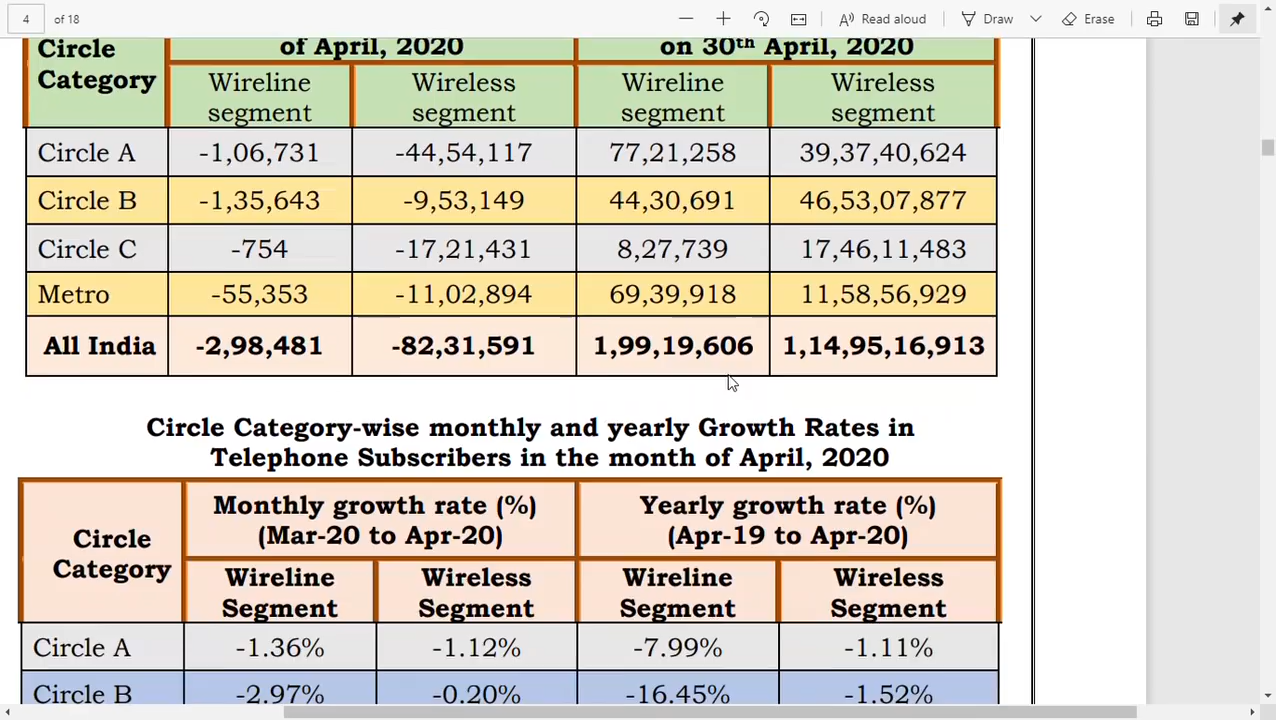 4 of 18
Read aloud Draw Erase
Circle Category of April, 2020 on 30th April, 2020
Wireline segment Wireless segment Wireline segment Wireless segment
Circle A -1,06,731 -44,54,117 77,21,258 39,37,40,624
Circle B -1,35,643 -9,53,149 44,30,691 46,53,07,877
Circle C -754 -17,21,431 8,27,739 17,46,11,483
Metro -55,353 -11,02,894 69,39,918 11,58,56,929
All India -2,98,481 -82,31,591 1,99,19,606 1,14,95,16,913
Circle Category-wise monthly and yearly Growth Rates in
Telephone Subscribers in the month of April, 2020
Circle Category
Monthly growth rate (%) Yearly growth rate (%)
(Mar-20 to Apr-20) (Apr-19 to Apr-20)
Wireline Segment Wireless Segment Wireline Segment Wireless Segment
Circle A -1.36% -1.12% -7.99% -1.11%
Circle B -2.97% -0.20% -16.45% -1.52%